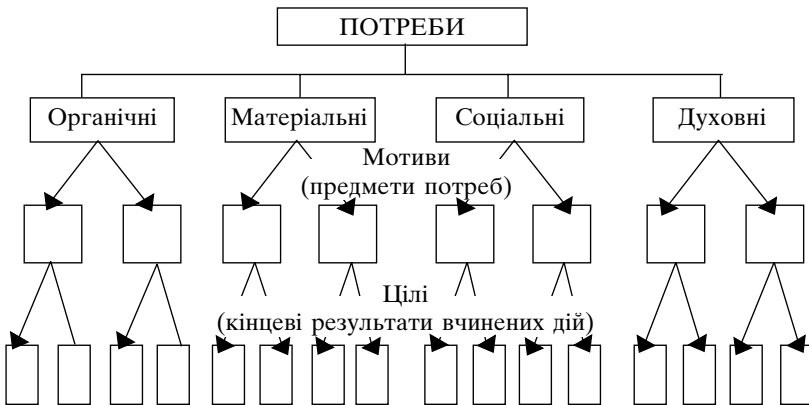 ПОТРЕБИ
Органічні
Матеріальні
Соціальні
Духовні
Мотиви
(предмети потреб)
Цілі
(кінцеві результати вчинених дій)